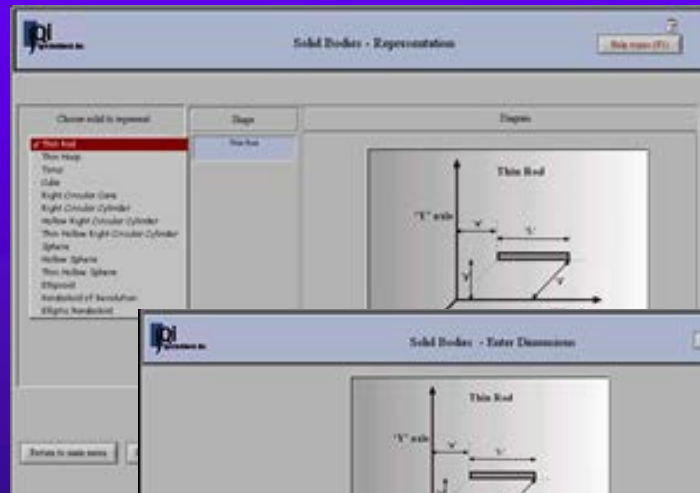 Solid Bodies - Representation
Choose solid to represent
Shape
Diagram
Thin Rod
Thin Hoop
Torus
Cube
Right Circular Cone
Right Circular Cylinder
Hollow Right Circular Cylinder
Thin Hollow Right Circular Cylinder
Sphere
Hollow Sphere
Thin Hollow Sphere
Ellipsoid
Paraboloid of Revolution
Elliptic Paraboloid
Thin Rod
Thin Rod
'Y' axis
Return to main menu
Solid Bodies - Enter Dimensions
Thin Rod
'Y' axis